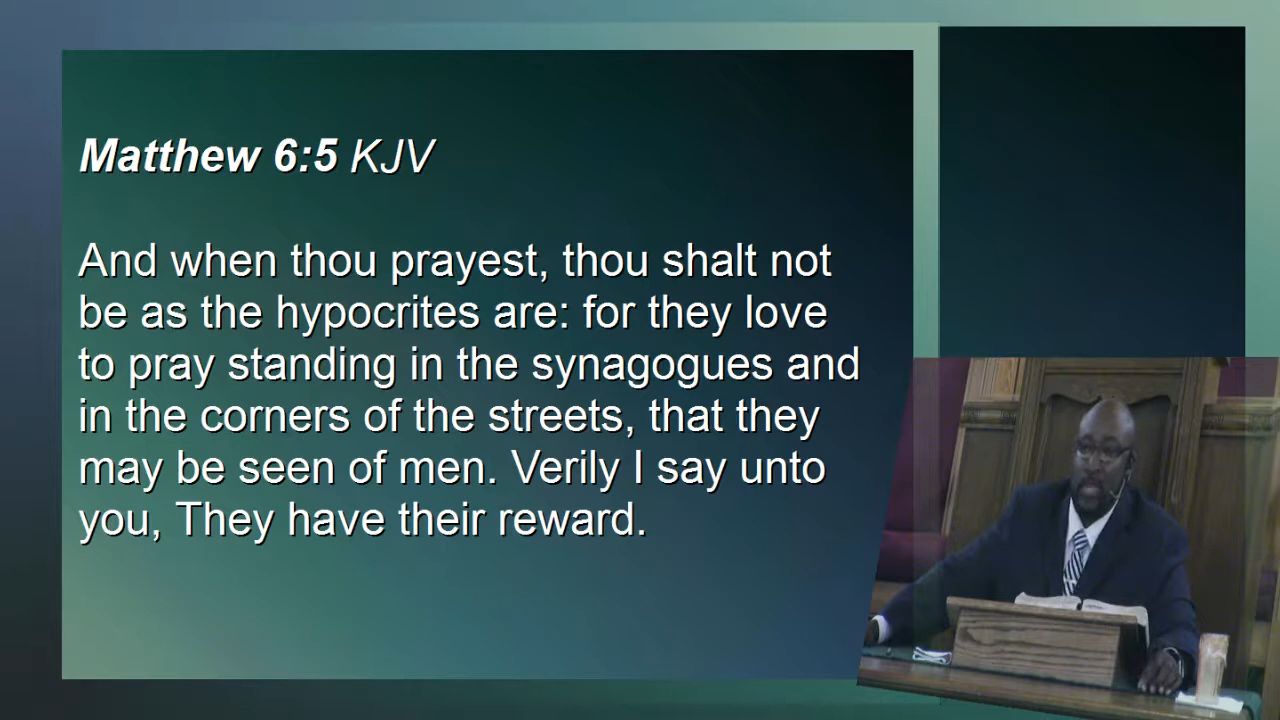 Matthew 6:5 KJV
And when thou prayest, thou shalt not
be as the hypocrites are: for they love
to pray standing in the synagogues and
in the corners of the streets, that they
may be seen of men. Verily I say unto
you, They have their reward.